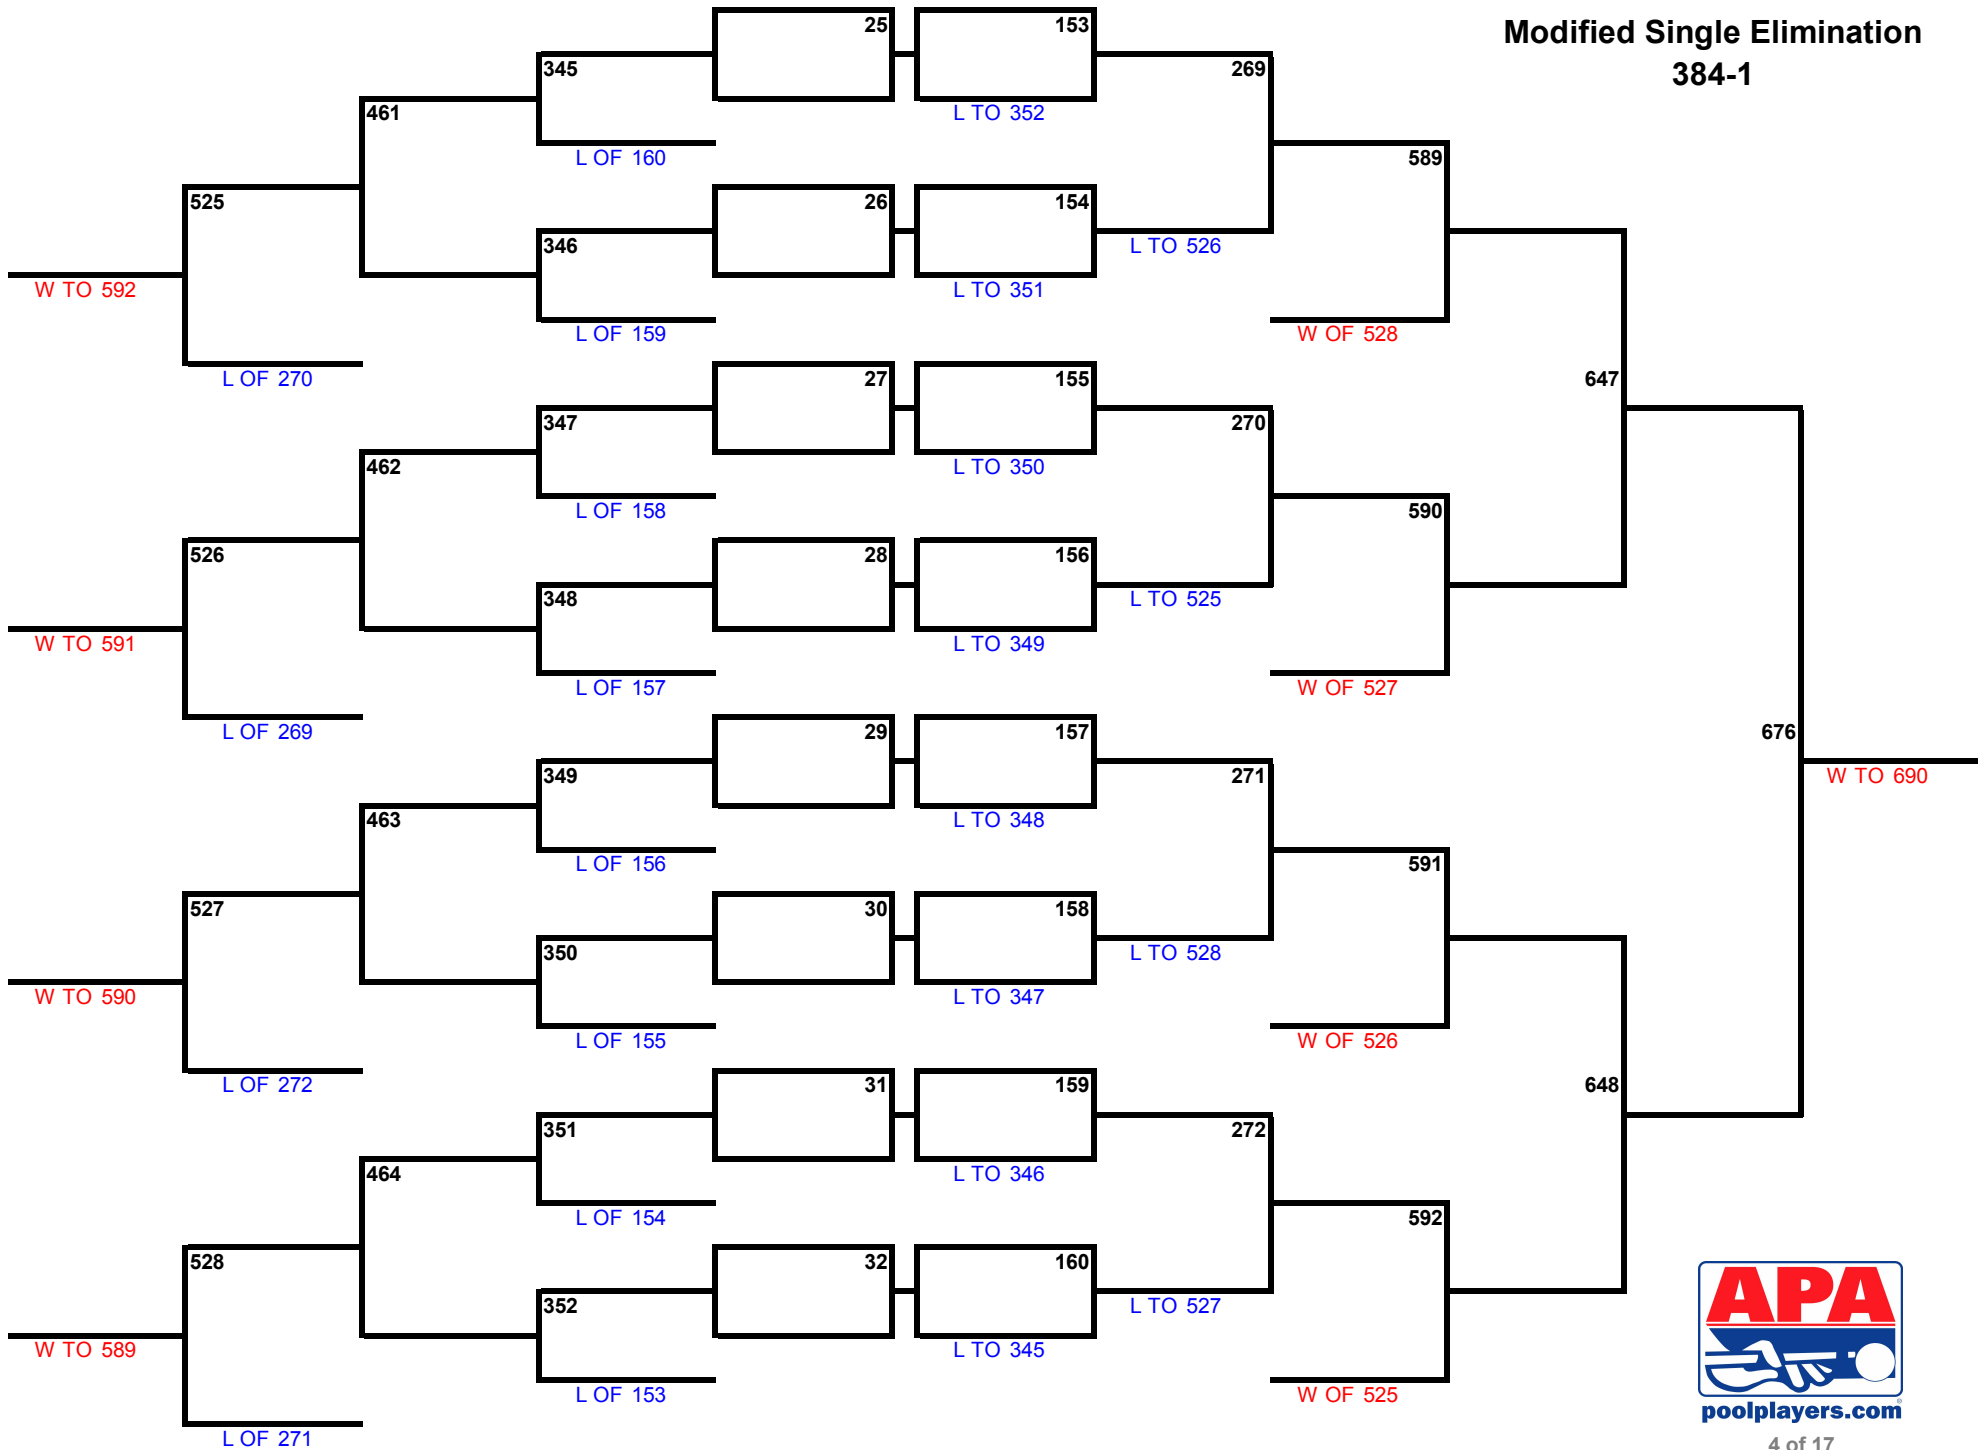 Modified Single Elimination
384-1
25
153
345
269
461
L TO 352
L OF 160
589
525
26
154
346
L TO 526
W TO 592
L TO 351
L OF 159
W OF 528
L OF 270
27
155
647
347
270
462
L TO 350
L OF 158
590
526
28
156
348
L TO 525
W TO 591
L TO 349
L OF 157
W OF 527
L OF 269
29
157
676
349
271
W TO 690
463
L TO 348
L OF 156
591
527
30
158
350
L TO 528
W TO 590
L TO 347
L OF 155
W OF 526
L OF 272
31
159
648
351
272
464
L TO 346
L OF 154
592
528
32
160
352
L TO 527
W TO 589
L TO 345
L OF 153
W OF 525
L OF 271
APA
poolplayers.com
4 of 17